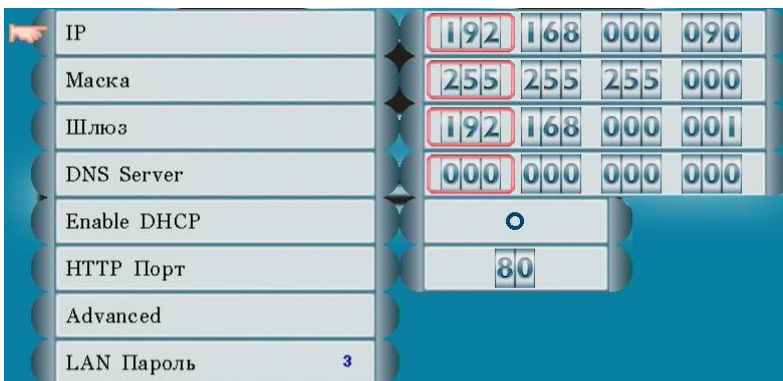 IP 192 168 000 090
Маска 255 255 255 000
Шлюз 192 168 000 001
DNS Server 000 000 000 000
Enable DHCP
HTTP Порт 80
Advanced
LAN Пароль 3